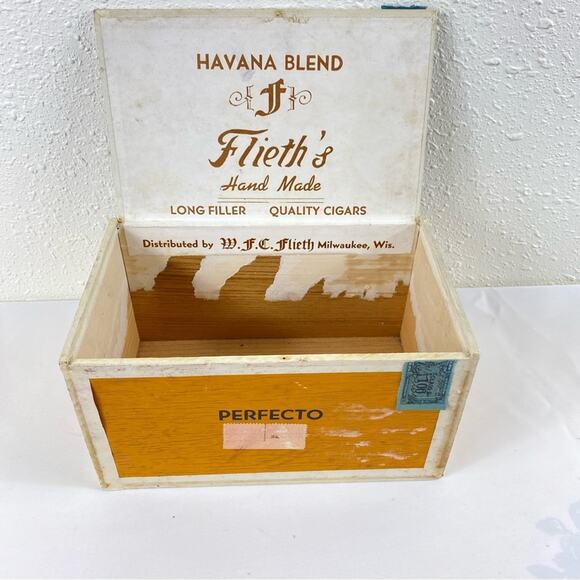 HAVANA BLEND
F
Flieth's
Hand Made
LONG FILLER QUALITY CIGARS
Distributed by W.F.C. Flieth Milwaukee, Wis.
PERFECTO